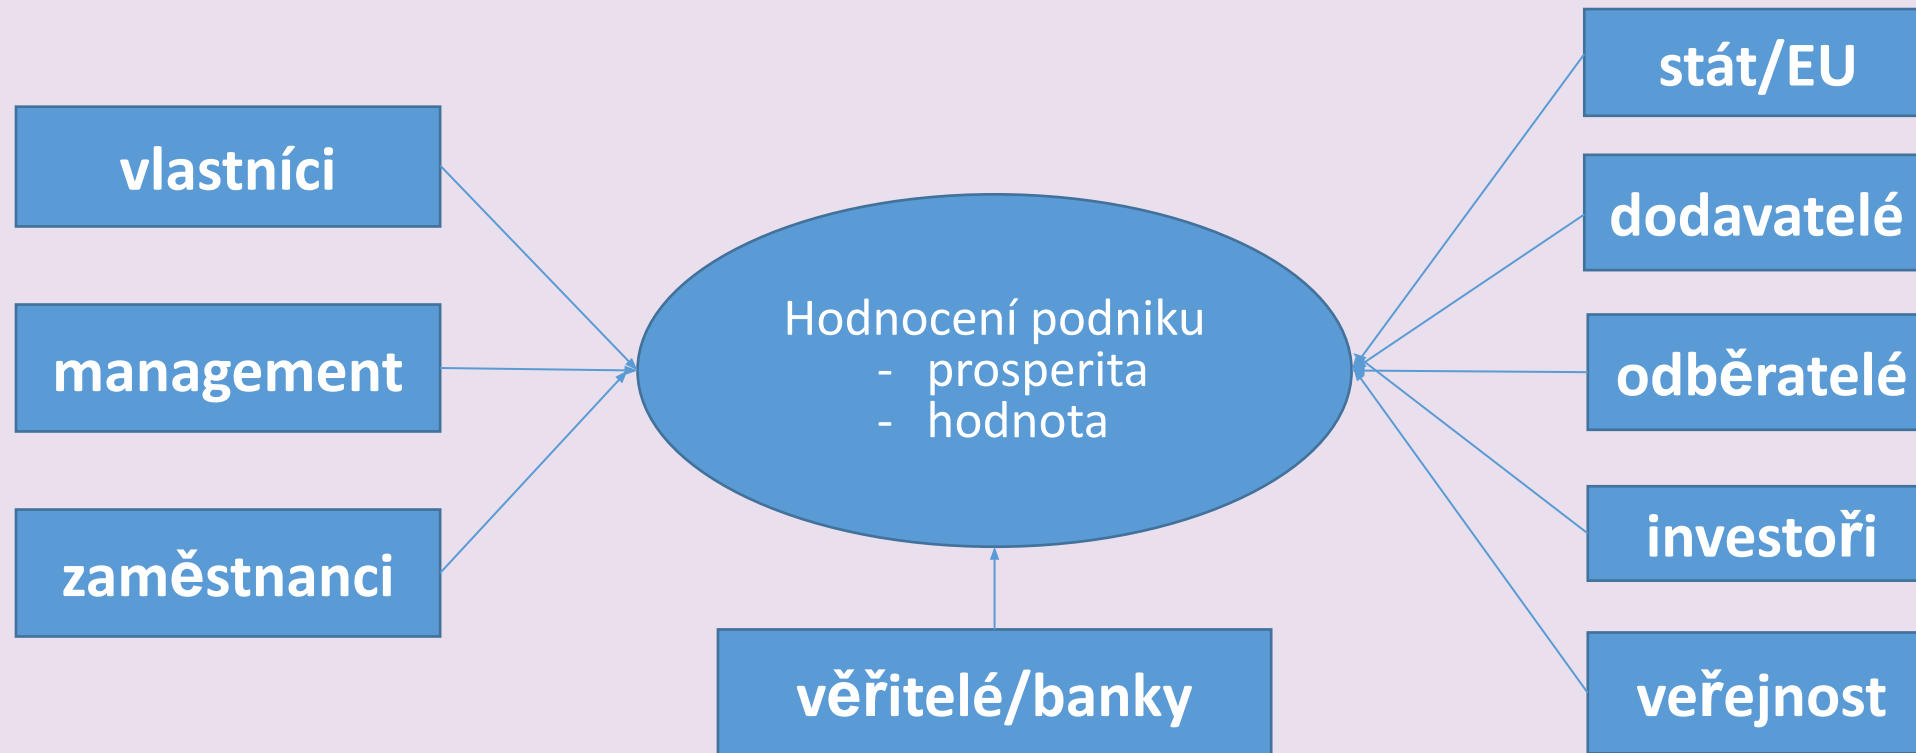 vlastníci
management
zaměstnanci
Hodnocení podniku
- prosperita
- hodnota
věřitelé/banky
stát/EU
dodavatelé
odběratelé
investoři
veřejnost